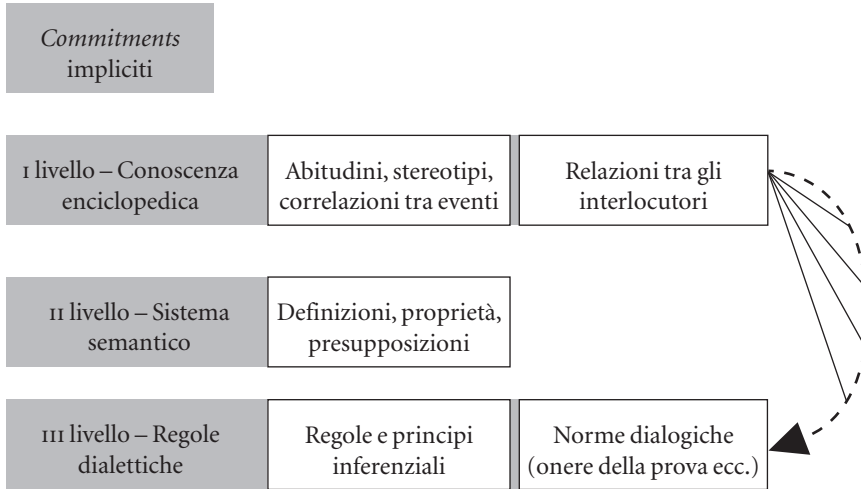 Commitments
impliciti
I livello – Conoscenza
enciclopedica
Abitudini, stereotipi,
correlazioni tra eventi
Relazioni tra gli
interlocutori
II livello – Sistema
semantico
Definizioni, proprietà,
presupposizioni
III livello – Regole
dialettiche
Regole e principi
inferenziali
Norme dialogiche
(onere della prova ecc.)